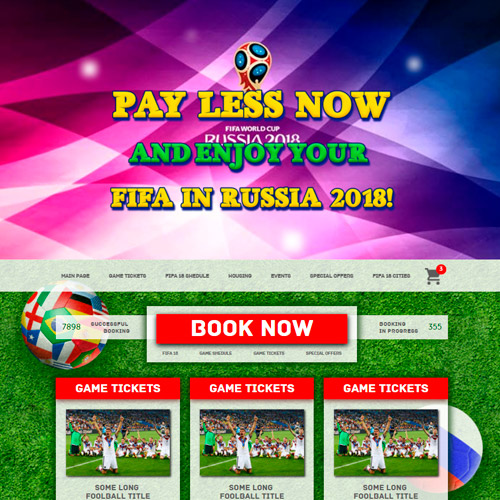 PAY LESS NOW
FIFA WORLD CUP
RUSSIA 2018
AND ENJOY YOUR
FIFA IN RUSSIA 2018!
MAIN PAGE GAME TICKETS FIFA 18 SHEDULE HOUSING EVENTS SPECIAL OFFERS FIFA 18 CITIES 3
7898 SUCCESSFUL BOOKING
BOOK NOW
BOOKING IN PROGRESS 355
FIFA 18 GAME SHEDULE GAME TICKETS SPECIAL OFFERS
GAME TICKETS GAME TICKETS GAME TICKETS
SOME LONG SOME LONG SOME LONG
FOOLBALL TITLE FOOLBALL TITLE FOOLBALL TITLE